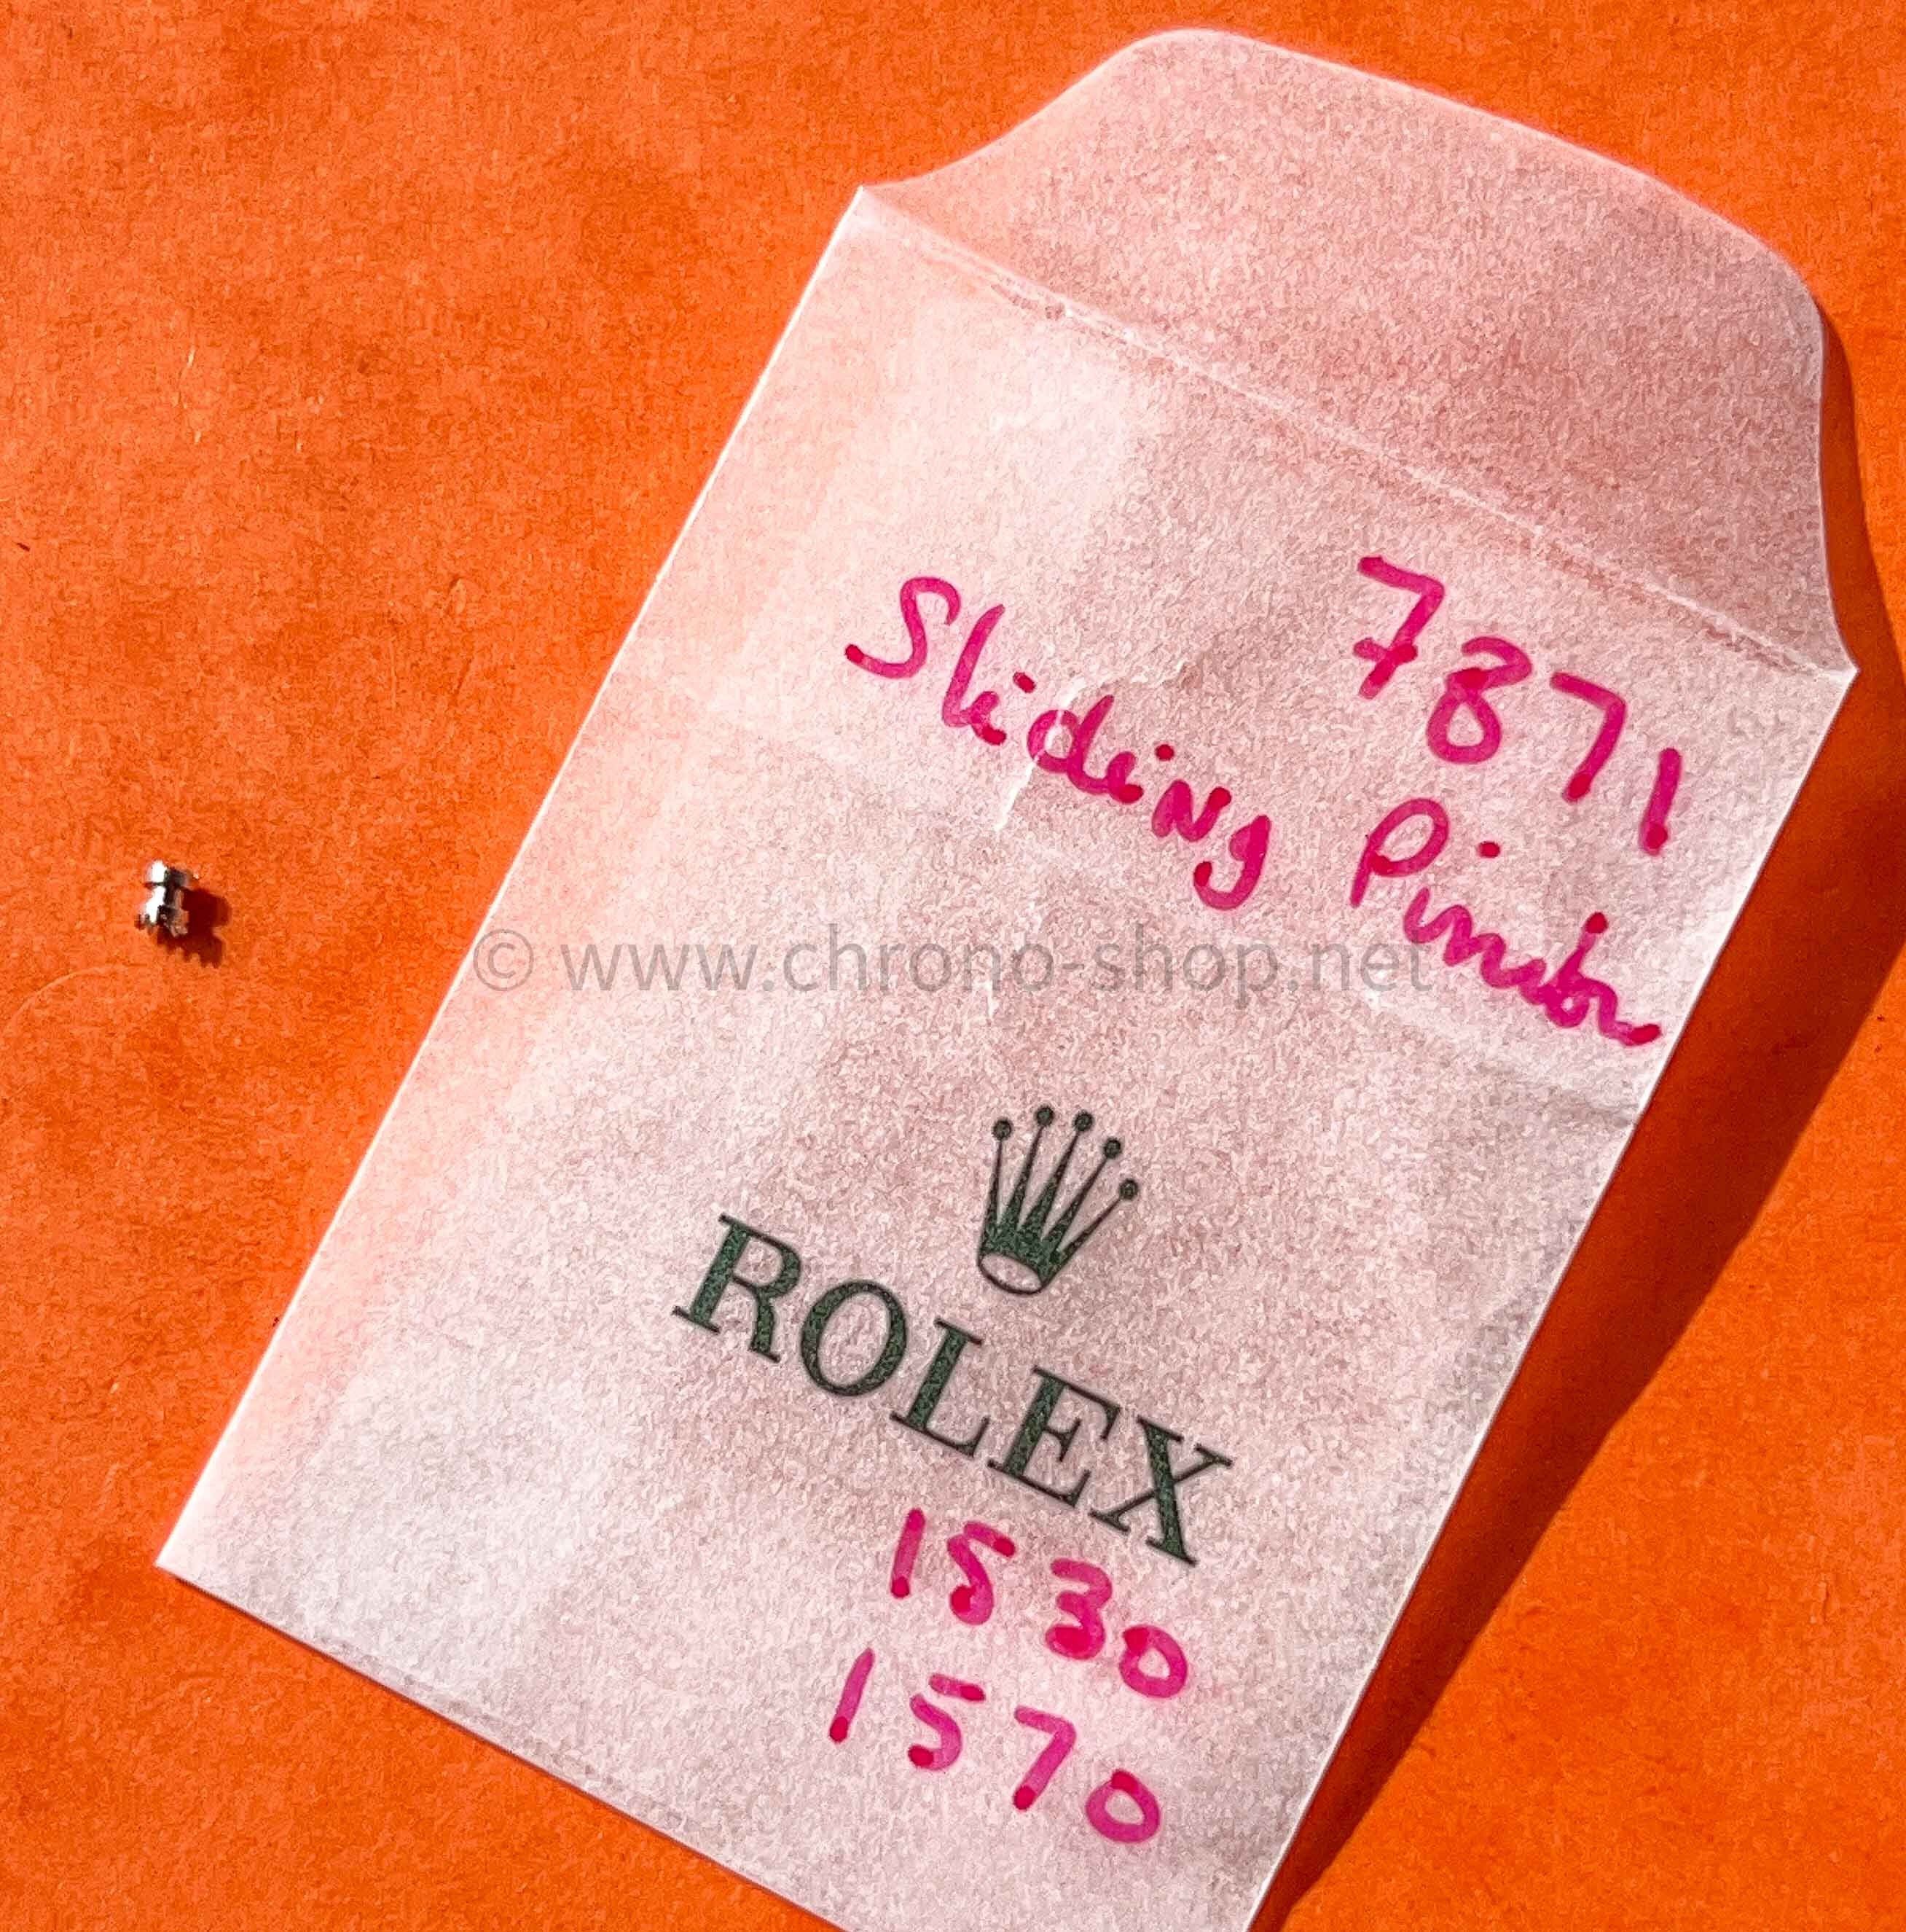 7871
Sliding Pinion
© www.chrono-shop.net
ROLEX
1530
1570